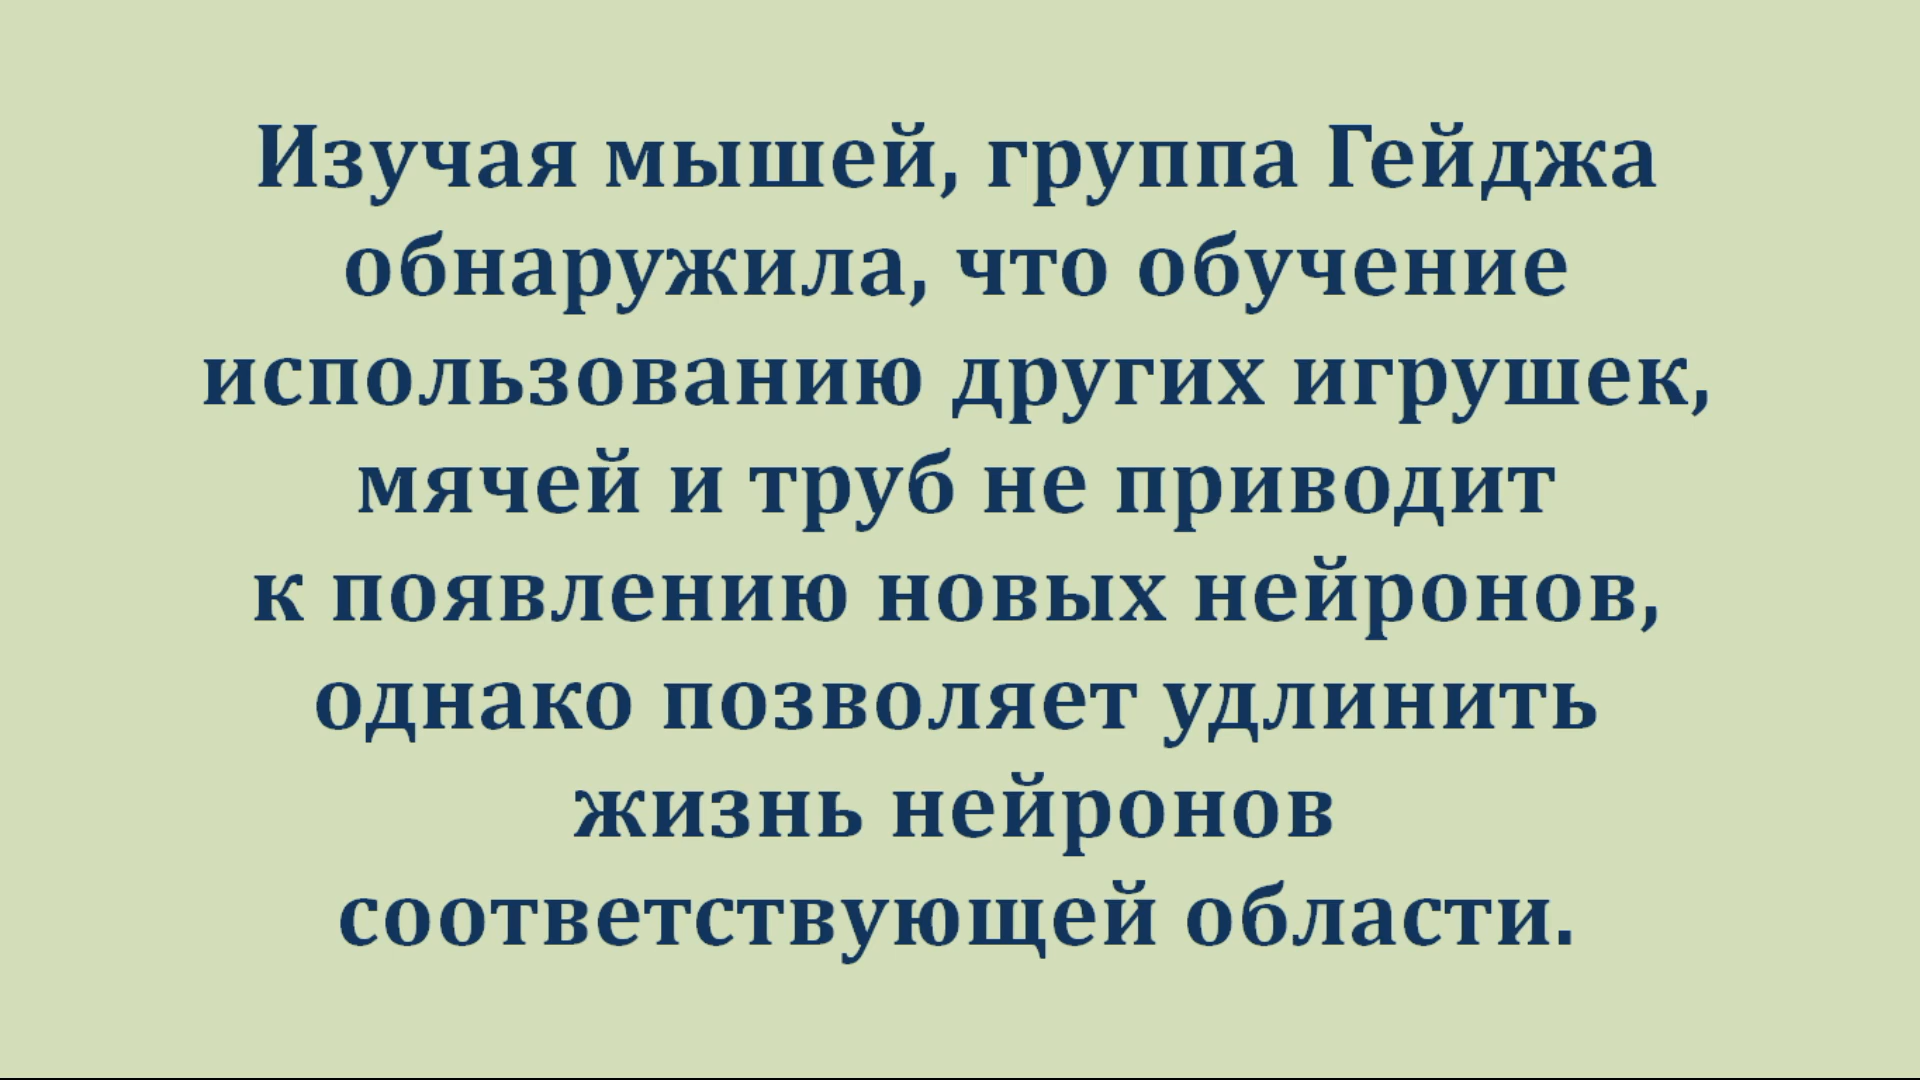 Изучая мышей, группа Гейджа
обнаружила, что обучение
использованию других игрушек,
мячей и труб не приводит
к появлению новых нейронов,
однако позволяет удлинить
жизнь нейронов
соответствующей области.